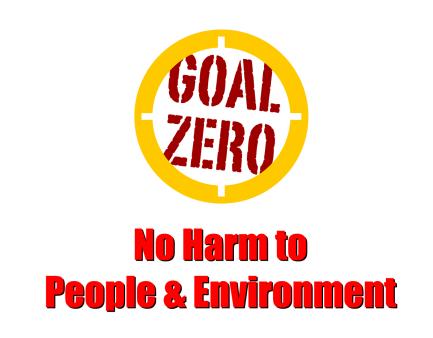 GOAL
ZERO
No Harm to
People & Environment